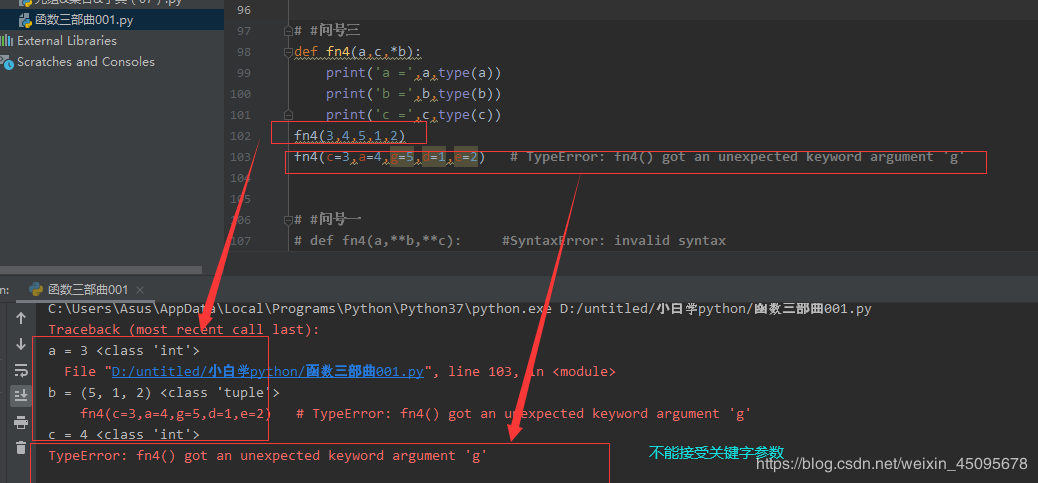 函数三部曲001.py
External Libraries
Scratches and Consoles
96
97 # #问号三
98 def fn4(a,c,*b):
99 print('a =',a,type(a))
100 print('b =',b,type(b))
101 print('c =',c,type(c))
102 fn4(3,4,5,1,2)
103 fn4(c=3,a=4,g=5,d=1,e=2) # TypeError: fn4() got an unexpected keyword argument 'g'
104
105
106 # #问号一
107 # def fn4(a,**b,**c): #SyntaxError: invalid syntax
n: 函数三部曲001 ×
C:\Users\Asus\AppData\Local\Programs\Python\Python37\python.exe D:/untitled/小白学python/函数三部曲001.py
Traceback (most recent call last):
a = 3 <class 'int'>
File "D:/untitled/小白学python/函数三部曲001.py", line 103, in <module>
b = (5, 1, 2) <class 'tuple'>
fn4(c=3,a=4,g=5,d=1,e=2) # TypeError: fn4() got an unexpected keyword argument 'g'
c = 4 <class 'int'>
TypeError: fn4() got an unexpected keyword argument 'g'
不能接受关键字参数
https://blog.csdn.net/weixin_45095678